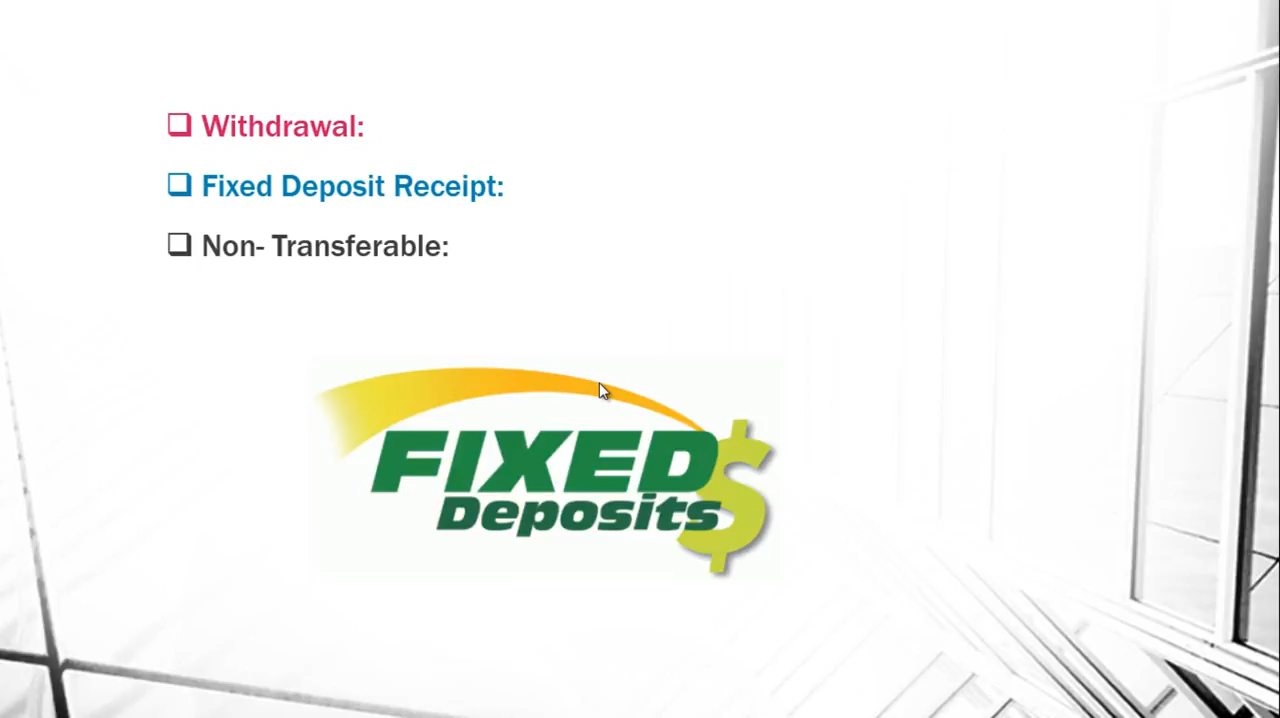 Withdrawal:
Fixed Deposit Receipt:
Non- Transferable:
FIXED
Deposits
$